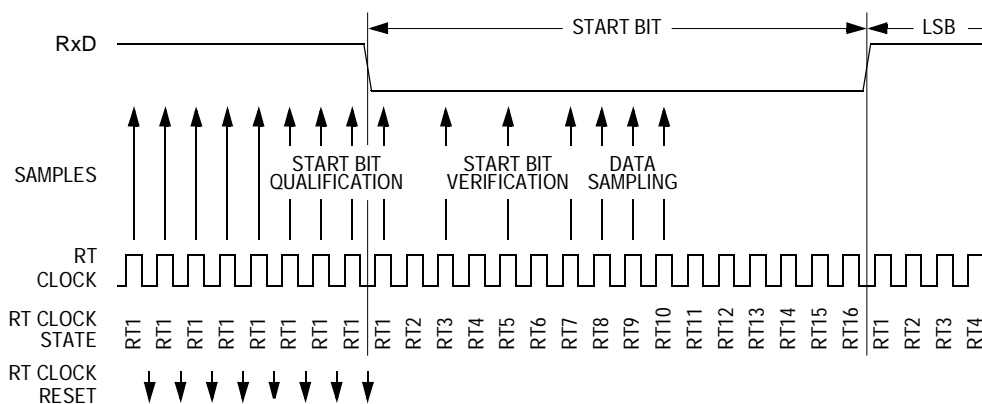 START BIT
LSB
RxD
SAMPLES
START BIT
QUALIFICATION
START BIT
VERIFICATION
DATA
SAMPLING
RT
CLOCK
RT CLOCK
STATE
RT1 RT1 RT1 RT1 RT1 RT1 RT1 RT1 RT1 RT2 RT3 RT4 RT5 RT6 RT7 RT8 RT9 RT10 RT11 RT12 RT13 RT14 RT15 RT16 RT1 RT2 RT3 RT4
RT CLOCK
RESET